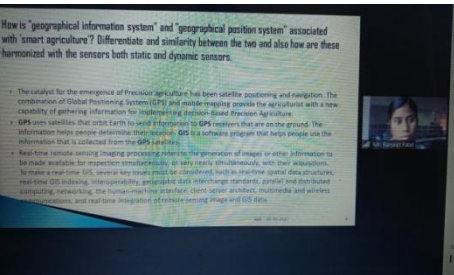 How is "geographical information system" and "geographical position system" associated
with 'smart agriculture'? Differentiate and similarity between the two and also how are these
harmonized with the sensors both static and dynamic sensors.
The catalyst for the emergence of Precision agriculture has been satellite positioning and navigation. The
combination of Global Positioning System (GPS) and mobile mapping provide the agriculturist with a new
capability of gathering information for implementing decision-based Precision Agriculture.
GPS uses satellites that orbit Earth to send information to GPS receivers that are on the ground. The
information helps people determine their location. GIS is a software program that helps people use the
information that is collected from the GPS satellites.
Real-time remote sensing imaging processing refers to the generation of images or other information to
be made available for inspection simultaneously, or very nearly simultaneously, with their acquisitions.
To make a real-time GIS, several key issues must be considered, such as real-time spatial data structures,
real-time GIS indexing, interoperability, geographic data interchange standards, parallel and distributed
computing, networking, the human-machine interface, client server architect, multimedia and wireless
communications, and real-time integration of remote sensing image and GIS data.